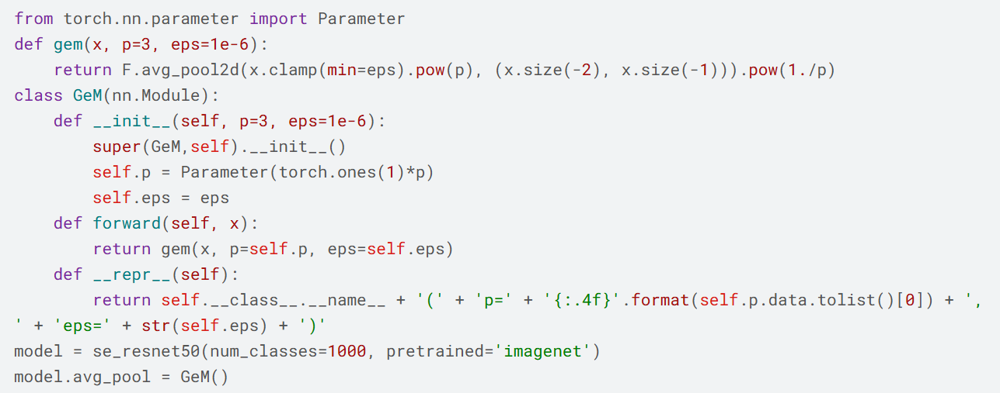 from torch.nn.parameter import Parameter
def gem(x, p=3, eps=1e-6):
    return F.avg_pool2d(x.clamp(min=eps).pow(p), (x.size(-2), x.size(-1))).pow(1./p)
class GeM(nn.Module):
    def __init__(self, p=3, eps=1e-6):
        super(GeM,self).__init__()
        self.p = Parameter(torch.ones(1)*p)
        self.eps = eps
    def forward(self, x):
        return gem(x, p=self.p, eps=self.eps)
    def __repr__(self):
        return self.__class__.__name__ + '(' + 'p=' + '{:.4f}'.format(self.p.data.tolist()[0]) + ',
' + 'eps=' + str(self.eps) + ')'
model = se_resnet50(num_classes=1000, pretrained='imagenet')
model.avg_pool = GeM()